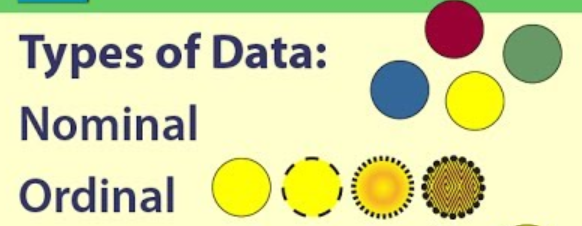 Types of Data:
Nominal
Ordinal